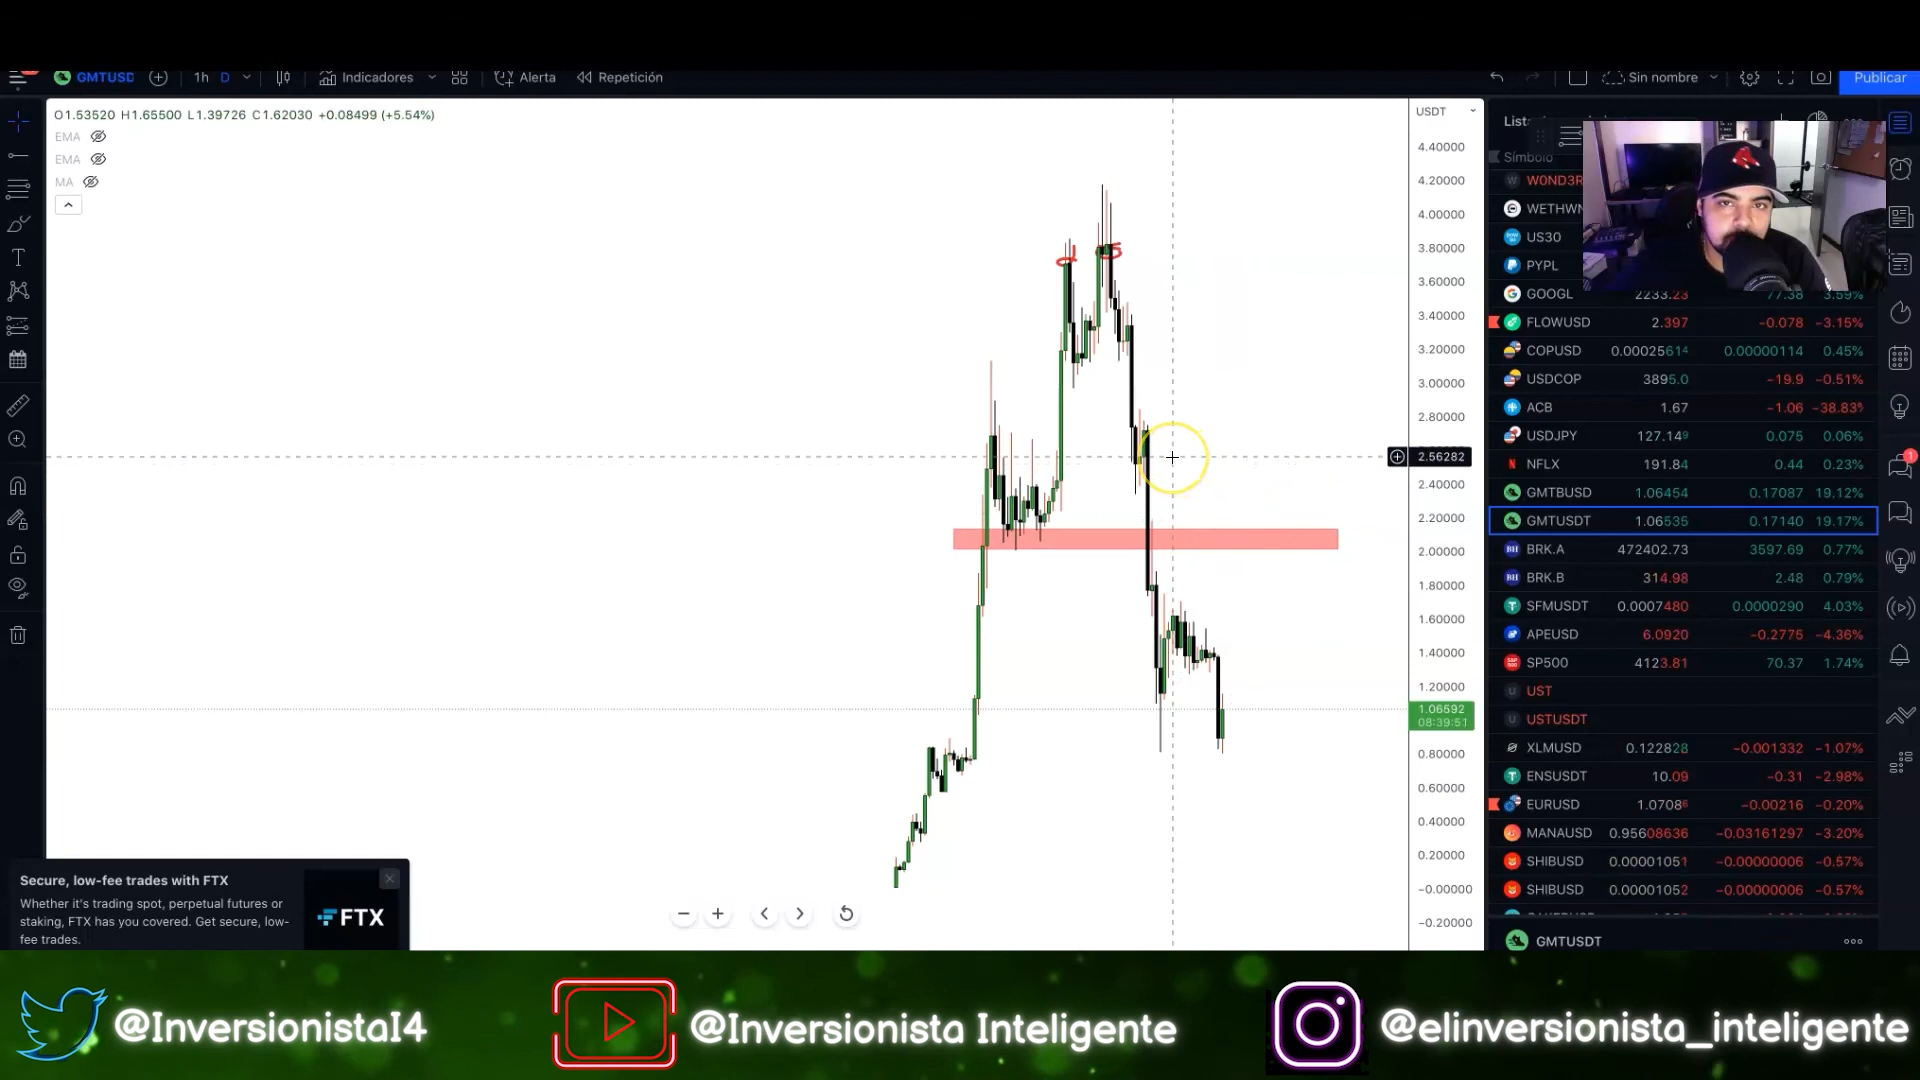 GMTUSD 1h D Indicadores Alerta Repetición Sin nombre Publicar
O1.53520 H1.65500 L1.39726 C1.62030 +0.08499 (+5.54%)
EMA
EMA
MA
USDT
4.40000
4.20000
4.00000
3.80000
3.60000
3.40000
3.20000
3.00000
2.80000
2.56282
2.40000
2.20000
2.00000
1.80000
1.60000
1.40000
1.20000
1.06592
08:39:51
0.80000
0.60000
0.40000
0.20000
-0.00000
-0.20000
Símbolo
W0ND3R
WETHWN
US30
PYPL
GOOGL 2233.23 77.38 3.59%
FLOWUSD 2.397 -0.078 -3.15%
COPUSD 0.00025614 0.00000114 0.45%
USDCOP 3895.0 -19.9 -0.51%
ACB 1.67 -1.06 -38.83%
USDJPY 127.149 0.075 0.06%
NFLX 191.84 0.44 0.23%
GMTBUSD 1.06454 0.17087 19.12%
GMTUSDT 1.06535 0.17140 19.17%
BRK.A 472402.73 3597.69 0.77%
BRK.B 314.98 2.48 0.79%
SFMUSDT 0.0007480 0.0000290 4.03%
APEUSD 6.0920 -0.2775 -4.36%
SP500 4123.81 70.37 1.74%
UST
USTUSDT
XLMUSD 0.122828 -0.001332 -1.07%
ENSUSDT 10.09 -0.31 -2.98%
EURUSD 1.07086 -0.00216 -0.20%
MANAUSD 0.95608636 -0.03161297 -3.20%
SHIBUSD 0.00001051 -0.00000006 -0.57%
SHIBUSD 0.00001052 -0.00000006 -0.57%
GMTUSDT
Secure, low-fee trades with FTX
Whether it's trading spot, perpetual futures or
staking, FTX has you covered. Get secure, low-
fee trades.
FTX
@InversionistaI4 @Inversionista Inteligente @elinversionista_inteligente